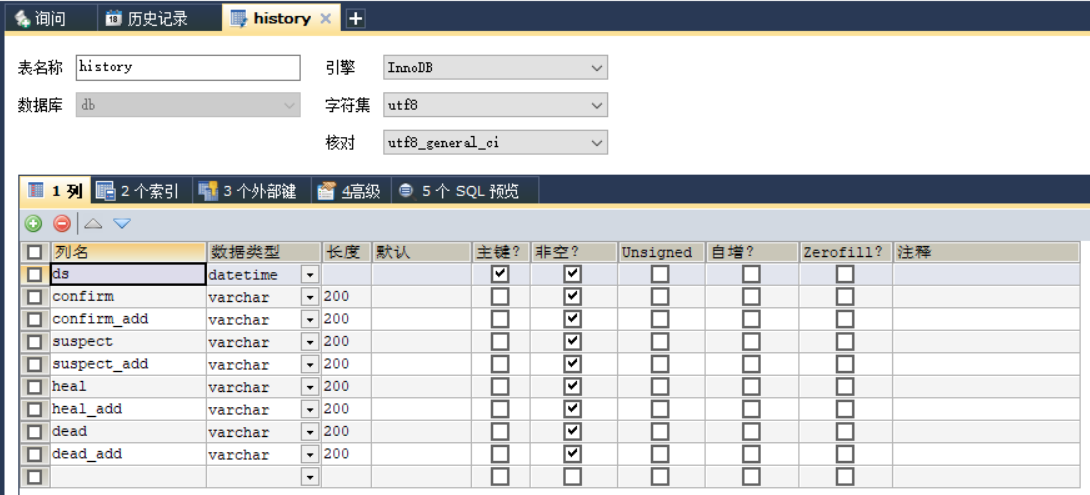 询问 历史记录 history
表名称 history 引擎 InnoDB
数据库 db 字符集 utf8
核对 utf8_general_ci
1 列 2 个索引 3 个外部键 4高级 5 个 SQL 预览
列名 数据类型 长度 默认 主键? 非空? Unsigned 自增? Zerofill? 注释
ds datetime
confirm varchar 200
confirm_add varchar 200
suspect varchar 200
suspect_add varchar 200
heal varchar 200
heal_add varchar 200
dead varchar 200
dead_add varchar 200